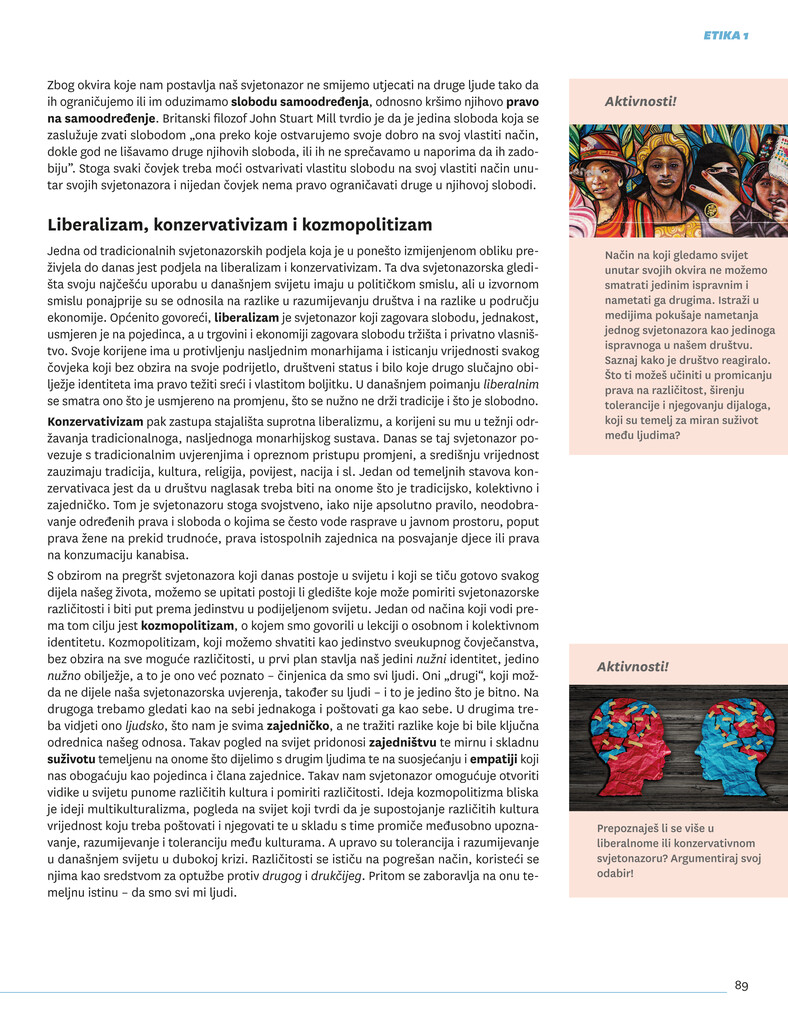 ETIKA 1
Zbog okvira koje nam postavlja naš svjetonazor ne smijemo utjecati na druge ljude tako da
ih ograničujemo ili im oduzimamo slobodu samoodređenja, odnosno kršimo njihovo pravo
na samoodređenje. Britanski filozof John Stuart Mill tvrdio je da je jedina sloboda koja se
zaslužuje zvati slobodom „ona preko koje ostvarujemo svoje dobro na svoj vlastiti način,
dokle god ne lišavamo druge njihovih sloboda, ili ih ne sprečavamo u naporima da ih zado-
biju”. Stoga svaki čovjek treba moći ostvarivati vlastitu slobodu na svoj vlastiti način unu-
tar svojih svjetonazora i nijedan čovjek nema pravo ograničavati druge u njihovoj slobodi.
Liberalizam, konzervativizam i kozmopolitizam
Jedna od tradicionalnih svjetonazorskih podjela koja je u ponešto izmijenjenom obliku pre-
živjela do danas jest podjela na liberalizam i konzervativizam. Ta dva svjetonazorska gledi-
šta svoju najčešću uporabu u današnjem svijetu imaju u političkom smislu, ali u izvornom
smislu ponajprije su se odnosila na razlike u razumijevanju društva i na razlike u području
ekonomije. Općenito govoreći, liberalizam je svjetonazor koji zagovara slobodu, jednakost,
usmjeren je na pojedinca, a u trgovini i ekonomiji zagovara slobodu tržišta i privatno vlasniš-
tvo. Svoje korijene ima u protivljenju nasljednim monarhijama i isticanju vrijednosti svakog
čovjeka koji bez obzira na svoje podrijetlo, društveni status i bilo koje drugo slučajno obi-
lježje identiteta ima pravo težiti sreći i vlastitom boljitku. U današnjem poimanju liberalnim
se smatra ono što je usmjereno na promjenu, što se nužno ne drži tradicije i što je slobodno.
Konzervativizam pak zastupa stajališta suprotna liberalizmu, a korijeni su mu u težnji odr-
žavanja tradicionalnoga, nasljednoga monarhijskog sustava. Danas se taj svjetonazor po-
vezuje s tradicionalnim uvjerenjima i opreznom pristupu promjeni, a središnju vrijednost
zauzimaju tradicija, kultura, religija, povijest, nacija i sl. Jedan od temeljnih stavova kon-
zervativaca jest da u društvu naglasak treba biti na onome što je tradicijsko, kolektivno i
zajedničko. Tom je svjetonazoru stoga svojstveno, iako nije apsolutno pravilo, neodobra-
vanje određenih prava i sloboda o kojima se često vode rasprave u javnom prostoru, poput
prava žene na prekid trudnoće, prava istospolnih zajednica na posvajanje djece ili prava
na konzumaciju kanabisa.
S obzirom na pregršt svjetonazora koji danas postoje u svijetu i koji se tiču gotovo svakog
dijela našeg života, možemo se upitati postoji li gledište koje može pomiriti svjetonazorske
različitosti i biti put prema jedinstvu u podijeljenom svijetu. Jedan od načina koji vodi pre-
ma tom cilju jest kozmopolitizam, o kojem smo govorili u lekciji o osobnom i kolektivnom
identitetu. Kozmopolitizam, koji možemo shvatiti kao jedinstvo sveukupnog čovječanstva,
bez obzira na sve moguće različitosti, u prvi plan stavlja naš jedini nužni identitet, jedino
nužno obilježje, a to je ono već poznato – činjenica da smo svi ljudi. Oni „drugi“, koji mož-
da ne dijele naša svjetonazorska uvjerenja, također su ljudi – i to je jedino što je bitno. Na
drugoga trebamo gledati kao na sebi jednakoga i poštovati ga kao sebe. U drugima tre-
ba vidjeti ono ljudsko, što nam je svima zajedničko, a ne tražiti razlike koje bi bile ključna
odrednica našeg odnosa. Takav pogled na svijet pridonosi zajedništvu te mirnu i skladnu
suživotu temeljenu na onome što dijelimo s drugim ljudima te na suosjećanju i empatiji koji
nas obogaćuju kao pojedinca i člana zajednice. Takav nam svjetonazor omogućuje otvoriti
vidike u svijetu punome različitih kultura i pomiriti različitosti. Ideja kozmopolitizma bliska
je ideji multikulturalizma, pogleda na svijet koji tvrdi da je supostojanje različitih kultura
vrijednost koju treba poštovati i njegovati te u skladu s time promiče međusobno upozna-
vanje, razumijevanje i toleranciju među kulturama. A upravo su tolerancija i razumijevanje
u današnjem svijetu u dubokoj krizi. Različitosti se ističu na pogrešan način, koristeći se
njima kao sredstvom za optužbe protiv drugog i drukčijeg. Pritom se zaboravlja na onu te-
meljnu istinu – da smo svi mi ljudi.
Aktivnosti!
Način na koji gledamo svijet
unutar svojih okvira ne možemo
smatrati jedinim ispravnim i
nametati ga drugima. Istraži u
medijima pokušaje nametanja
jednog svjetonazora kao jedinoga
ispravnoga u našem društvu.
Saznaj kako je društvo reagiralo.
Što ti možeš učiniti u promicanju
prava na različitost, širenju
tolerancije i njegovanju dijaloga,
koji su temelj za miran suživot
među ljudima?
Aktivnosti!
Prepoznaješ li se više u
liberalnome ili konzervativnom
svjetonazoru? Argumentiraj svoj
odabir!
89